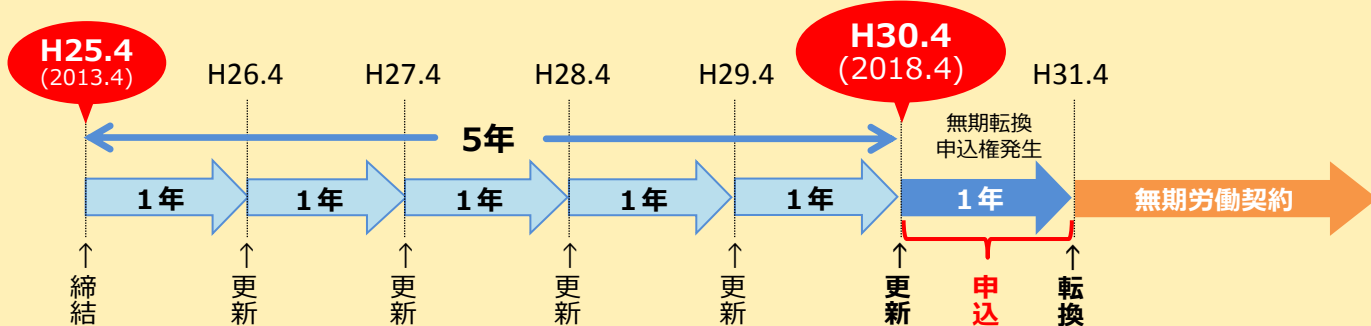 H25.4
(2013.4)
H26.4
H27.4
H28.4
H29.4
H30.4
(2018.4)
H31.4
5年
無期転換
申込権発生
1年
1年
1年
1年
1年
1年
無期労働契約
↑締結
↑更新
↑更新
↑更新
↑更新
↑更新
申込
↑転換